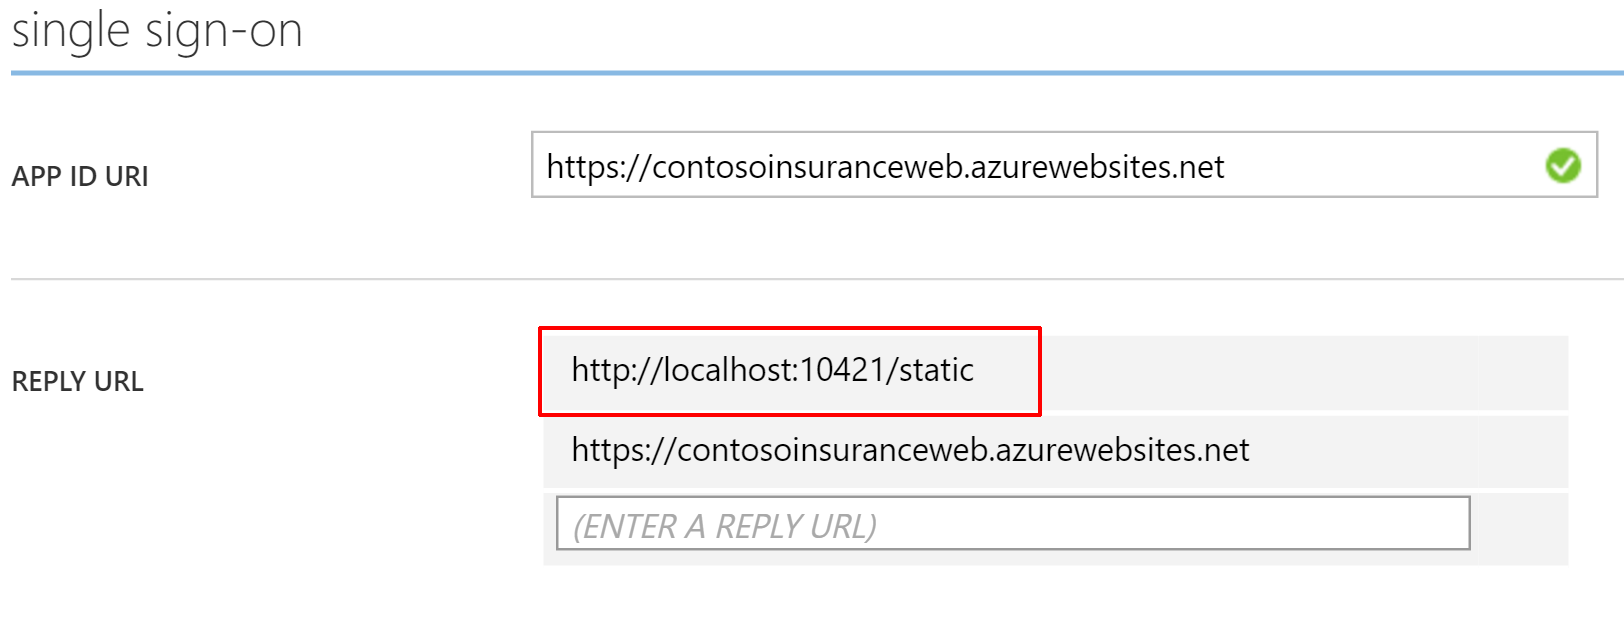 single sign-on
APP ID URI
https://contosoinsuranceweb.azurewebsites.net
REPLY URL
http://localhost:10421/static
https://contosoinsuranceweb.azurewebsites.net
(ENTER A REPLY URL)